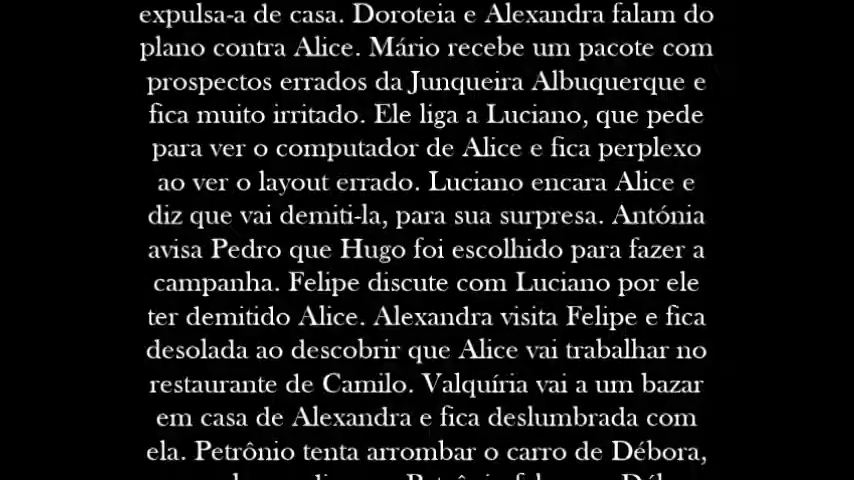 expulsa-a de casa. Doroteia e Alexandra falam do
plano contra Alice. Mário recebe um pacote com
prospectos errados da Junqueira Albuquerque e
fica muito irritado. Ele liga a Luciano, que pede
para ver o computador de Alice e fica perplexo
ao ver o layout errado. Luciano encara Alice e
diz que vai demiti-la, para sua surpresa. Antónia
avisa Pedro que Hugo foi escolhido para fazer a
campanha. Felipe discute com Luciano por ele
ter demitido Alice. Alexandra visita Felipe e fica
desolada ao descobrir que Alice vai trabalhar no
restaurante de Camilo. Valquíria vai a um bazar
em casa de Alexandra e fica deslumbrada com
ela. Petrônio tenta arrombar o carro de Débora,